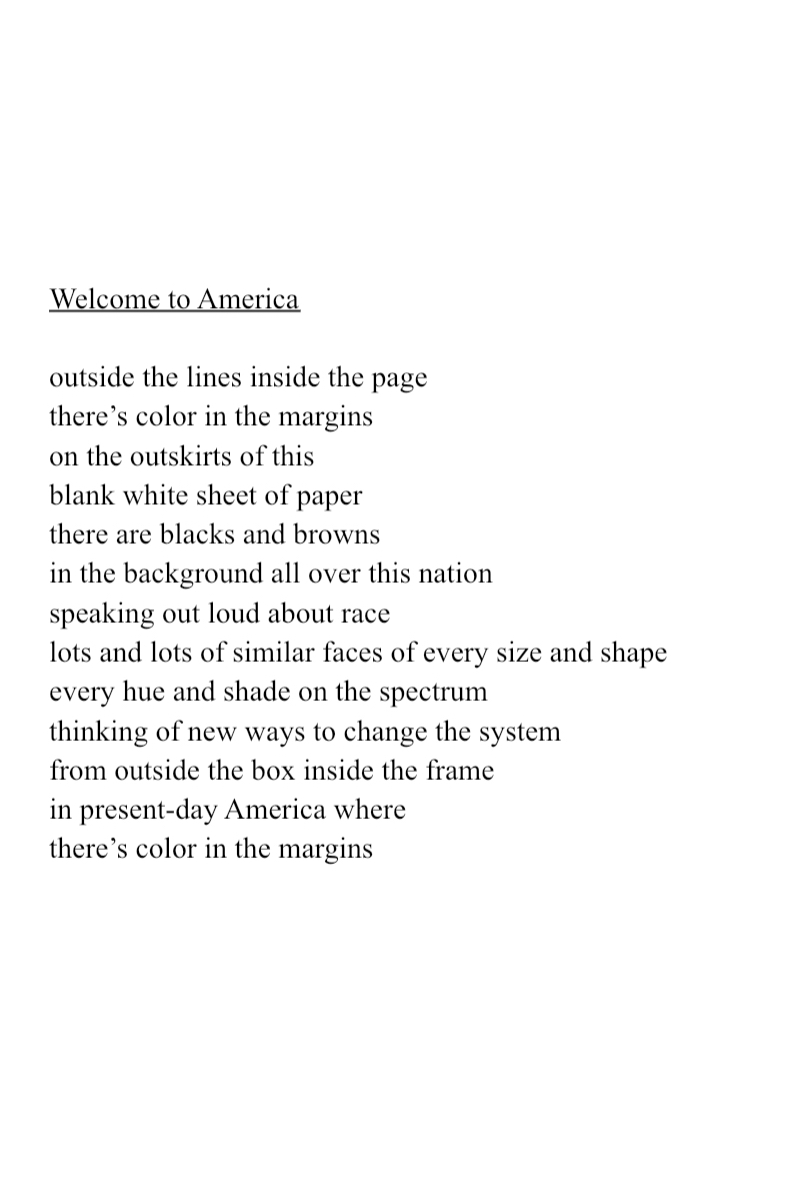 Welcome to America
outside the lines inside the page
there’s color in the margins
on the outskirts of this
blank white sheet of paper
there are blacks and browns
in the background all over this nation
speaking out loud about race
lots and lots of similar faces of every size and shape
every hue and shade on the spectrum
thinking of new ways to change the system
from outside the box inside the frame
in present-day America where
there’s color in the margins